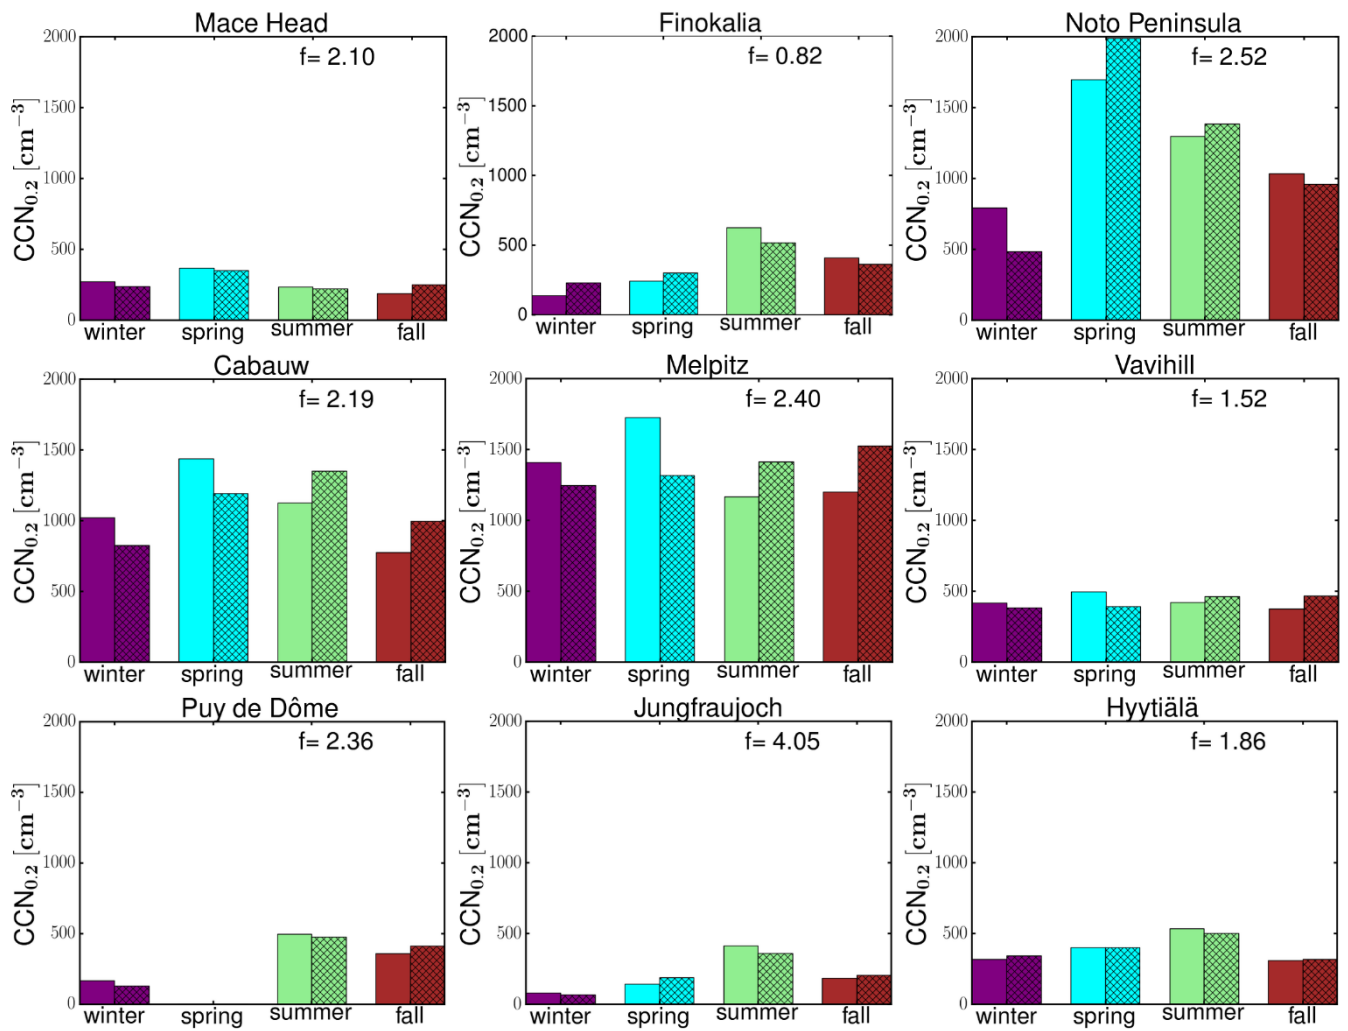 Mace Head
f= 2.10
CCN0.2 [cm−3]
2000
1500
1000
500
0
winter spring summer fall
Finokalia
f= 0.82
CCN0.2 [cm−3]
2000
1500
1000
500
0
winter spring summer fall
Noto Peninsula
f= 2.52
CCN0.2 [cm−3]
2000
1500
1000
500
0
winter spring summer fall
Cabauw
f= 2.19
CCN0.2 [cm−3]
2000
1500
1000
500
0
winter spring summer fall
Melpitz
f= 2.40
CCN0.2 [cm−3]
2000
1500
1000
500
0
winter spring summer fall
Vavihill
f= 1.52
CCN0.2 [cm−3]
2000
1500
1000
500
0
winter spring summer fall
Puy de Dôme
f= 2.36
CCN0.2 [cm−3]
2000
1500
1000
500
0
winter spring summer fall
Jungfraujoch
f= 4.05
CCN0.2 [cm−3]
2000
1500
1000
500
0
winter spring summer fall
Hyytiälä
f= 1.86
CCN0.2 [cm−3]
2000
1500
1000
500
0
winter spring summer fall